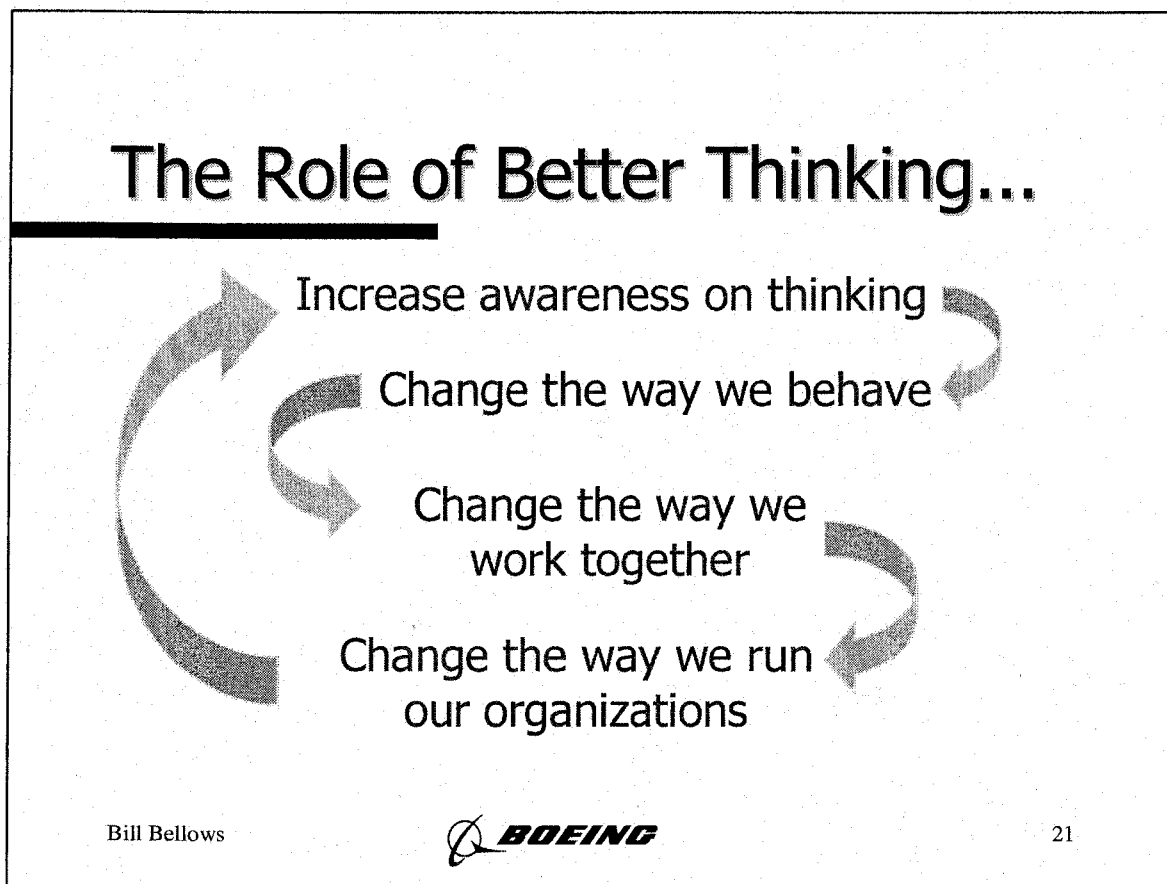 The Role of Better Thinking...
Increase awareness on thinking
Change the way we behave
Change the way we
work together
Change the way we run
our organizations
Bill Bellows
BOEING
21